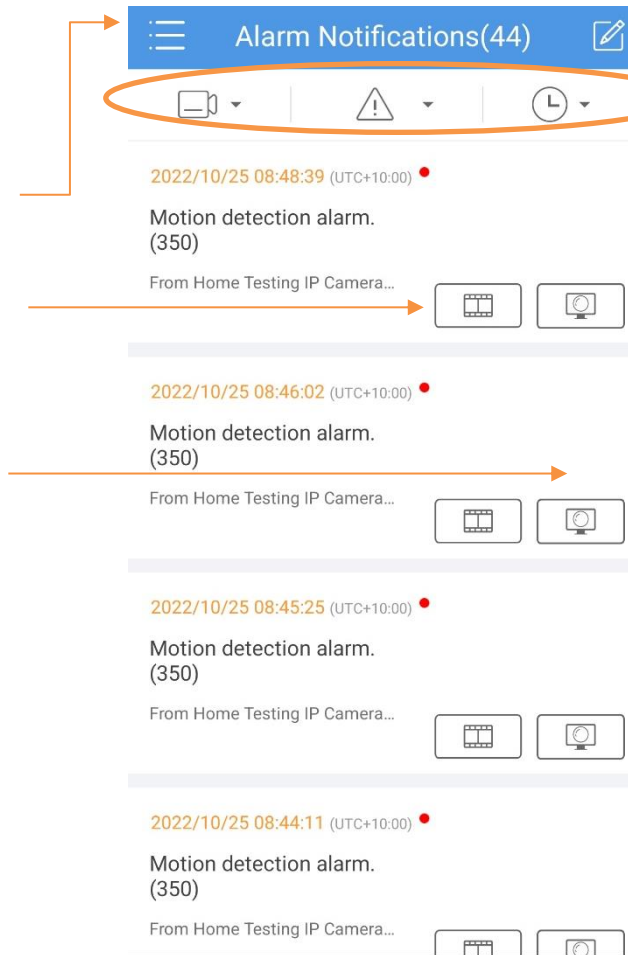 Alarm Notifications(44)
2022/10/25 08:48:39 (UTC+10:00)
Motion detection alarm.
(350)
From Home Testing IP Camera...
2022/10/25 08:46:02 (UTC+10:00)
Motion detection alarm.
(350)
From Home Testing IP Camera...
2022/10/25 08:45:25 (UTC+10:00)
Motion detection alarm.
(350)
From Home Testing IP Camera...
2022/10/25 08:44:11 (UTC+10:00)
Motion detection alarm.
(350)
From Home Testing IP Camera...